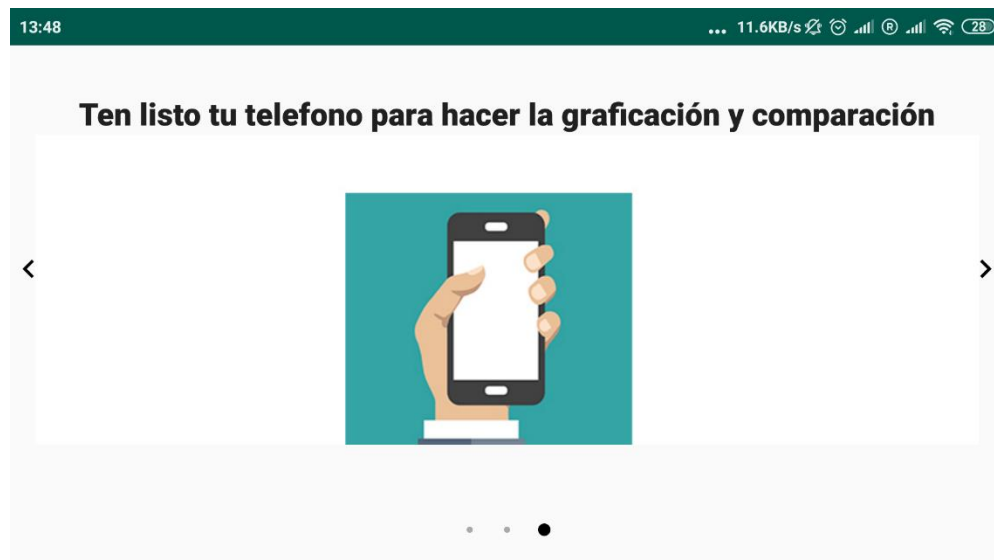 13:48
... 11.6KB/s R 28
Ten listo tu telefono para hacer la graficación y comparación